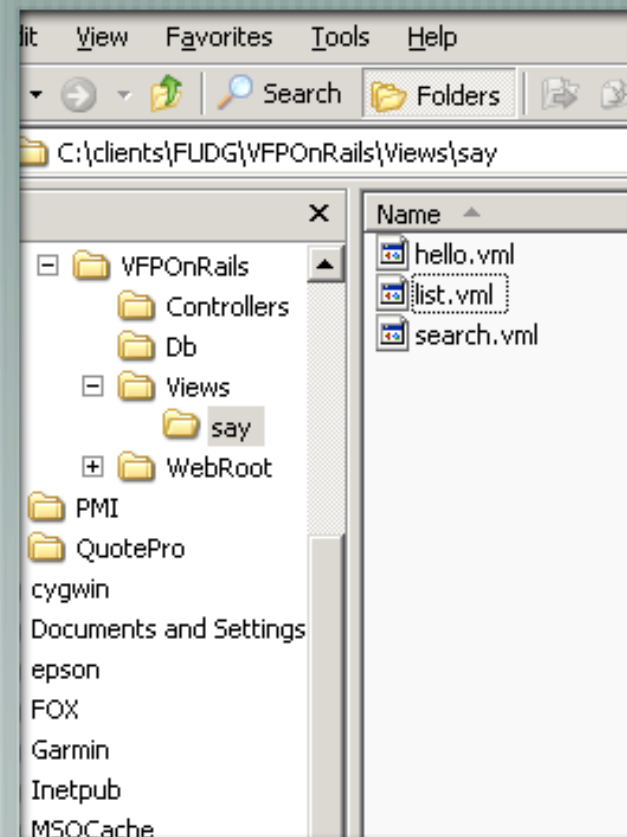 it View Favorites Tools Help
Search Folders
C:\clients\FUDG\VFPOnRails\Views\say
Name
VFPOnRails
Controllers
Db
Views
say
WebRoot
PMI
QuotePro
cygwin
Documents and Settings
epson
FOX
Garmin
Inetpub
MSOCache
hello.vml
list.vml
search.vml